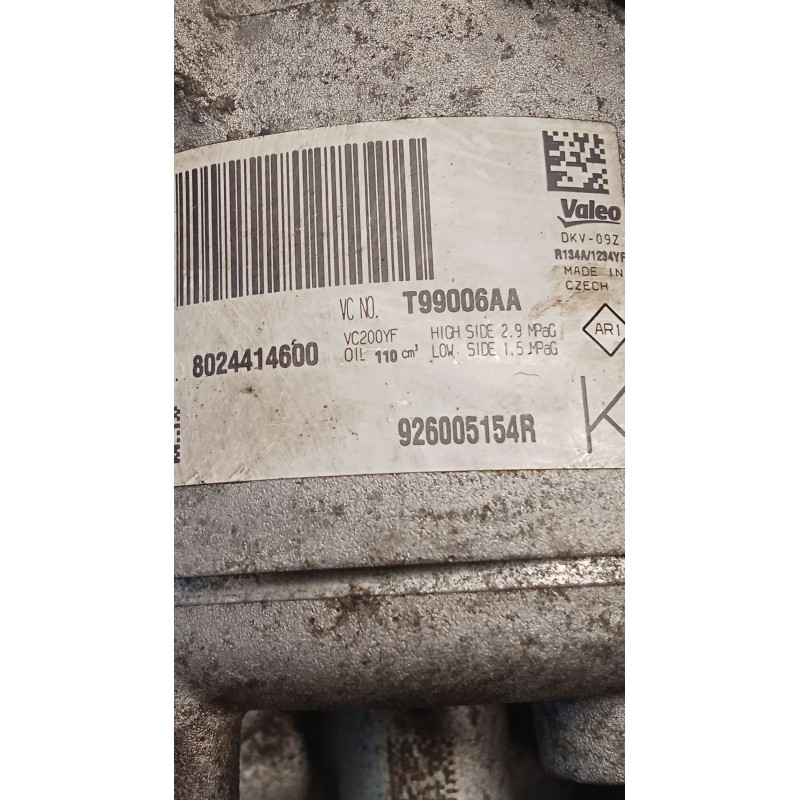 Valeo
DKV-09Z
R134A/1234YF
MADE IN
CZECH
VC NO. T99006AA
VC200YF HIGH SIDE 2.9 MPaG
OIL 110 cm³ LOW SIDE 1.5 MPaG
AR1
8024414600
926005154R
K